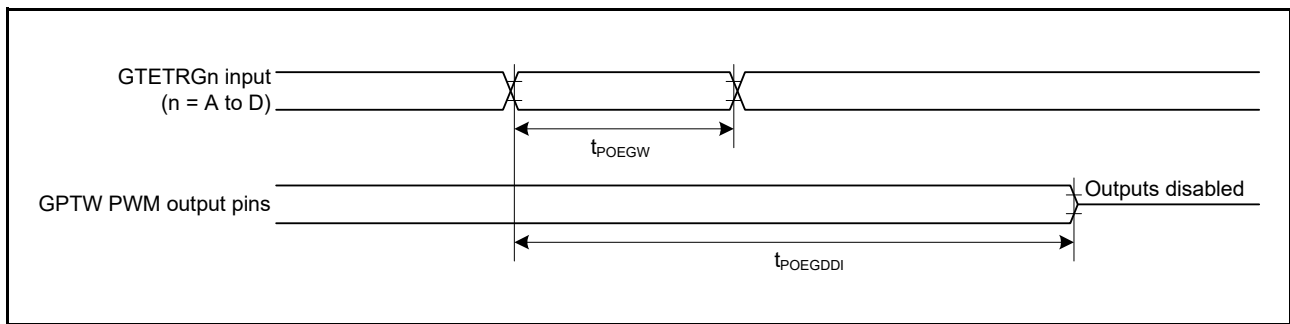 GTETRGn input
(n = A to D)
tPOEGW
GPTW PWM output pins
Outputs disabled
tPOEGDDI